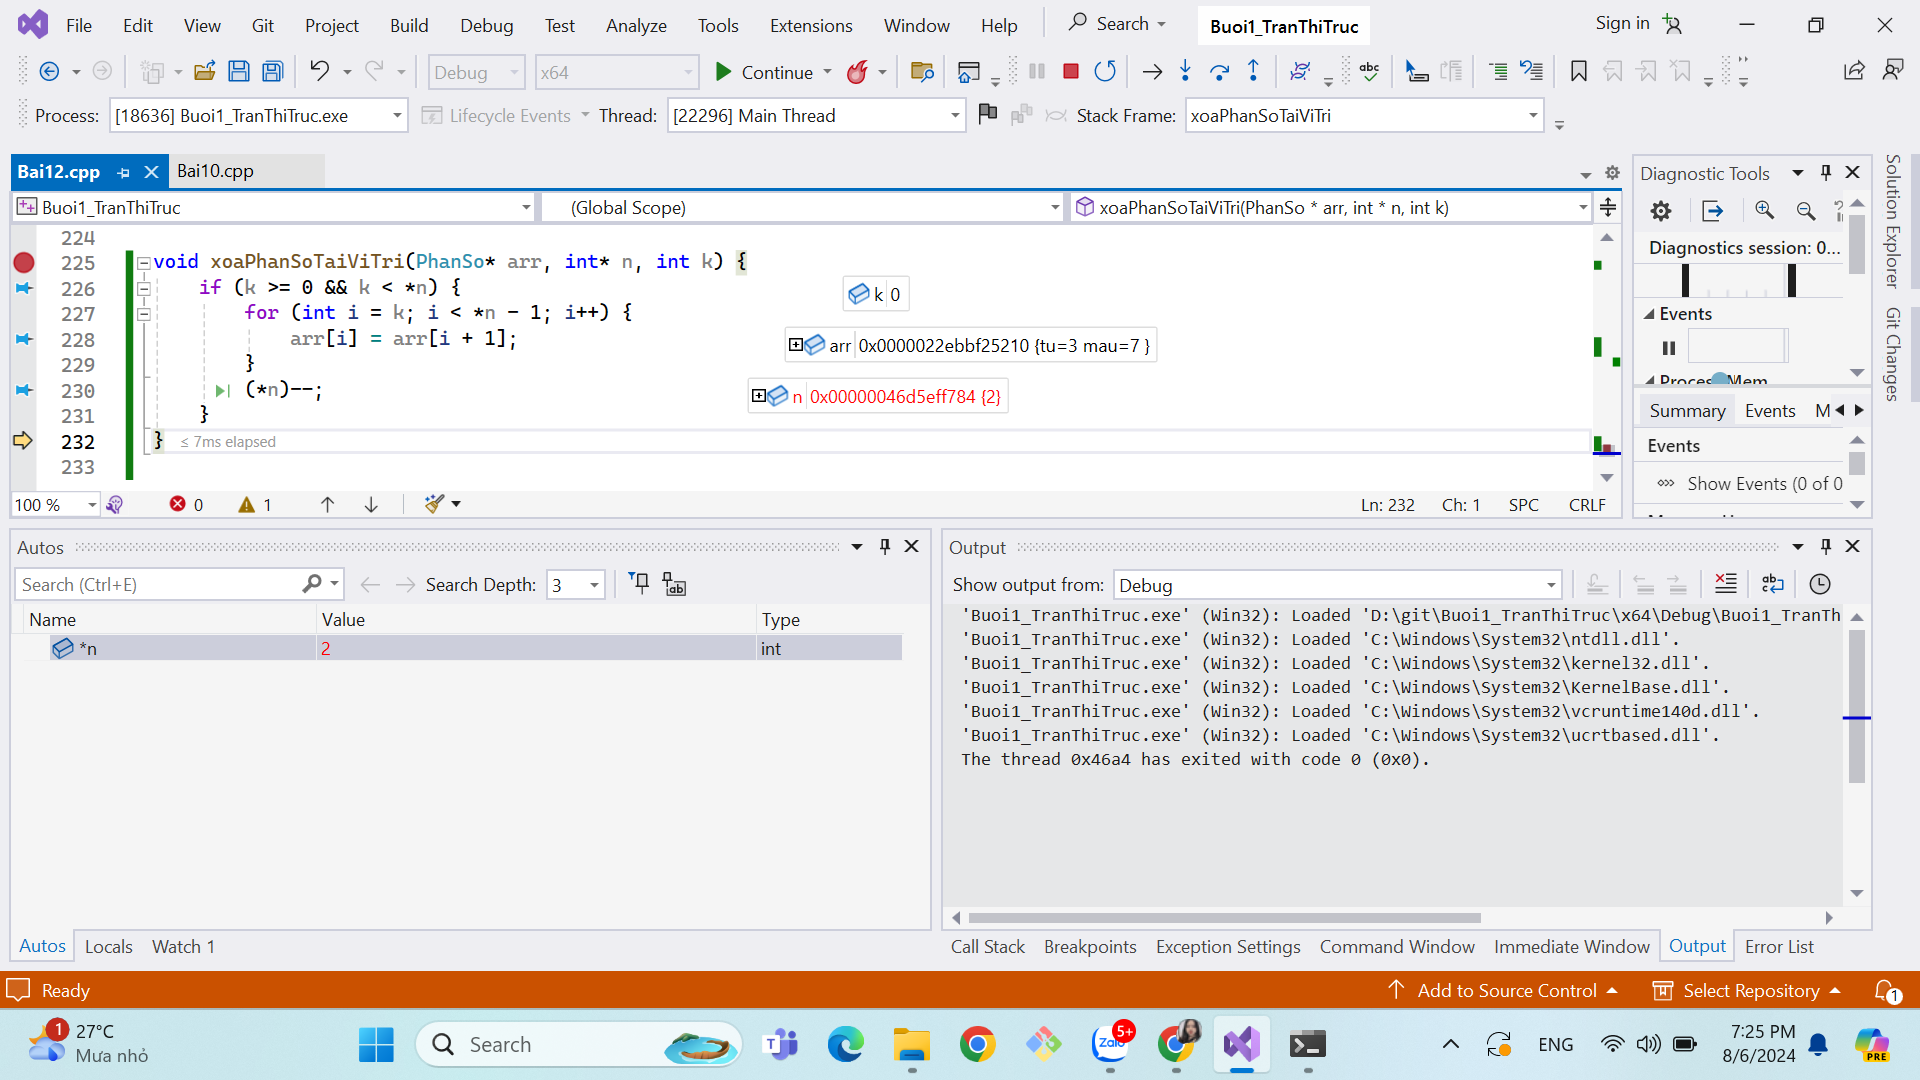 File Edit View Git Project Build Debug Test Analyze Tools Extensions Window Help Search Buoi1_TranThiTruc Sign in
Debug x64 Continue abc
Process: [18636] Buoi1_TranThiTruc.exe Lifecycle Events Thread: [22296] Main Thread Stack Frame: xoaPhanSoTaiViTri
Bai12.cpp Bai10.cpp
Buoi1_TranThiTruc (Global Scope) xoaPhanSoTaiViTri(PhanSo * arr, int * n, int k)
224
225 void xoaPhanSoTaiViTri(PhanSo* arr, int* n, int k) {
226 if (k >= 0 && k < *n) {
k 0
227 for (int i = k; i < *n - 1; i++) {
228 arr[i] = arr[i + 1];
arr 0x0000022ebbf25210 {tu=3 mau=7 }
229 }
230 (*n)--;
n 0x00000046d5eff784 {2}
231 }
232 } ≤ 7ms elapsed
233
100 % 0 1 Ln: 232 Ch: 1 SPC CRLF
Diagnostic Tools
Diagnostics session: 0...
Events
Summary Events M
Events
Show Events (0 of 0
Solution Explorer
Git Changes
Autos
Search (Ctrl+E) Search Depth: 3
Name Value Type
*n 2 int
Autos Locals Watch 1
Output
Show output from: Debug
'Buoi1_TranThiTruc.exe' (Win32): Loaded 'D:\git\Buoi1_TranThiTruc\x64\Debug\Buoi1_TranTh
'Buoi1_TranThiTruc.exe' (Win32): Loaded 'C:\Windows\System32\ntdll.dll'.
'Buoi1_TranThiTruc.exe' (Win32): Loaded 'C:\Windows\System32\kernel32.dll'.
'Buoi1_TranThiTruc.exe' (Win32): Loaded 'C:\Windows\System32\KernelBase.dll'.
'Buoi1_TranThiTruc.exe' (Win32): Loaded 'C:\Windows\System32\vcruntime140d.dll'.
'Buoi1_TranThiTruc.exe' (Win32): Loaded 'C:\Windows\System32\ucrtbased.dll'.
The thread 0x46a4 has exited with code 0 (0x0).
Call Stack Breakpoints Exception Settings Command Window Immediate Window Output Error List
Ready Add to Source Control Select Repository 1
1 27°C
Mưa nhỏ
Search
Zalo 5+
ENG
7:25 PM
8/6/2024
PRE